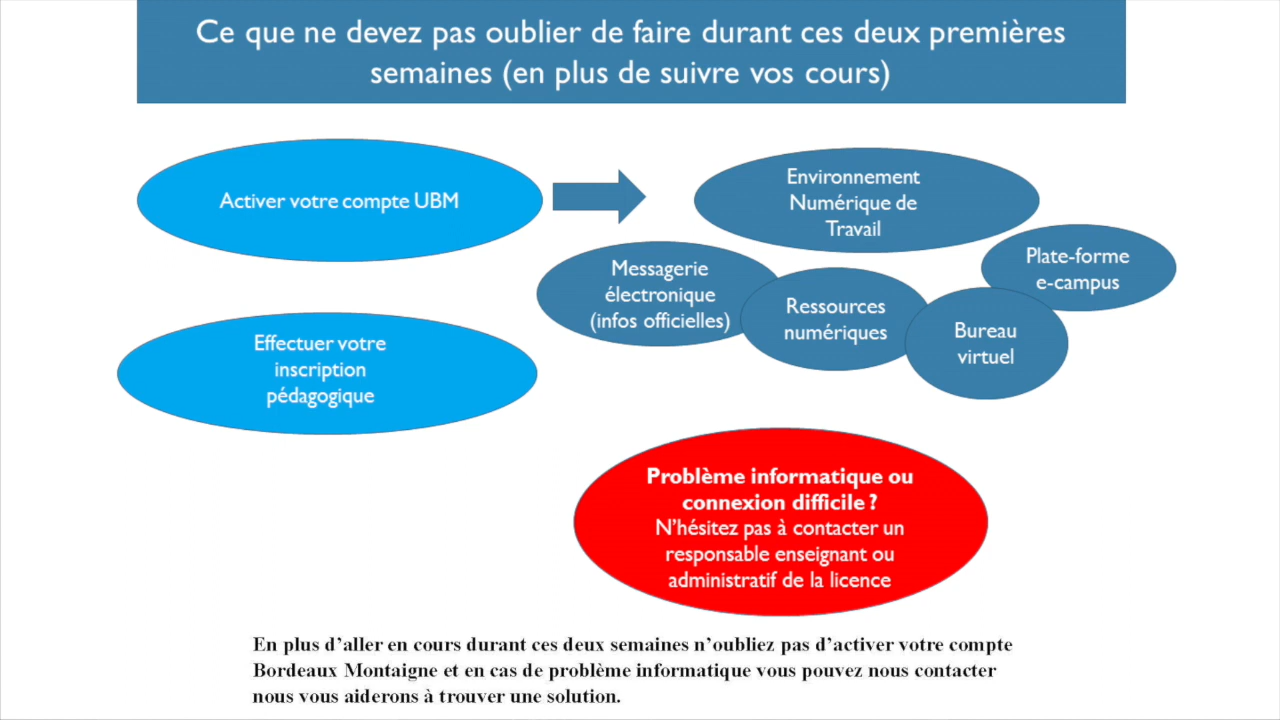 Ce que ne devez pas oublier de faire durant ces deux premières
semaines (en plus de suivre vos cours)
Activer votre compte UBM
Environnement
Numérique de
Travail
Plate-forme
e-campus
Messagerie
électronique
(infos officielles)
Ressources
numériques
Bureau
virtuel
Effectuer votre
inscription
pédagogique
Problème informatique ou
connexion difficile ?
N'hésitez pas à contacter un
responsable enseignant ou
administratif de la licence
En plus d'aller en cours durant ces deux semaines n'oubliez pas d'activer votre compte
Bordeaux Montaigne et en cas de problème informatique vous pouvez nous contacter
nous vous aiderons à trouver une solution.